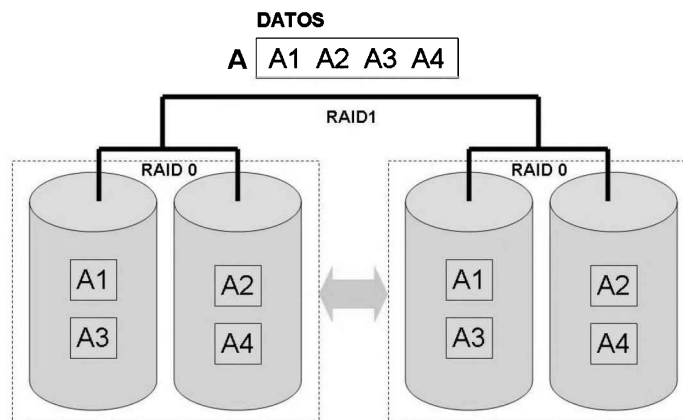 DATOS
A A1 A2 A3 A4
RAID1
RAID 0 RAID 0
A1 A2 A1 A2
A3 A4 A3 A4